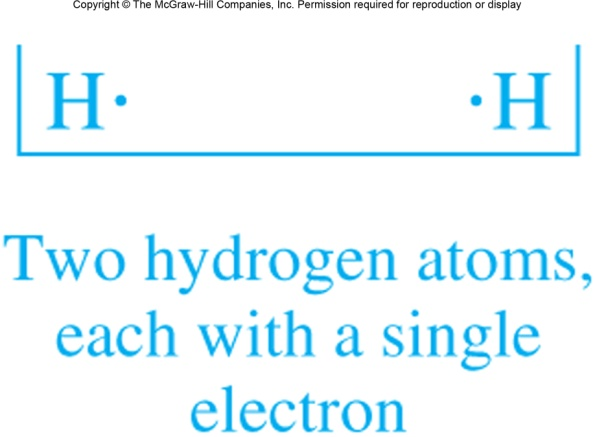 Copyright © The McGraw-Hill Companies, Inc. Permission required for reproduction or display
H· ·H
Two hydrogen atoms,
each with a single
electron